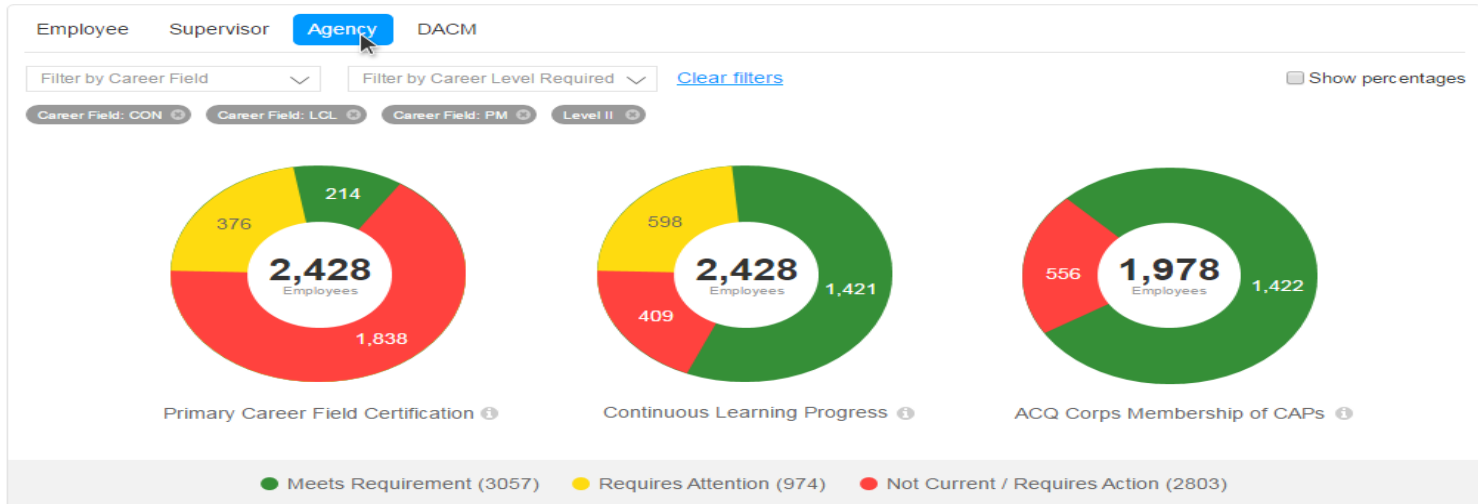 Employee Supervisor Agency DACM
Filter by Career Field Filter by Career Level Required Clear filters Show percentages
Career Field: CON Career Field: LCL Career Field: PM Level II
214
376
2,428
Employees
1,838
598
2,428
Employees
1,421
409
556
1,978
Employees
1,422
Primary Career Field Certification Continuous Learning Progress ACQ Corps Membership of CAPs
Meets Requirement (3057) Requires Attention (974) Not Current / Requires Action (2803)